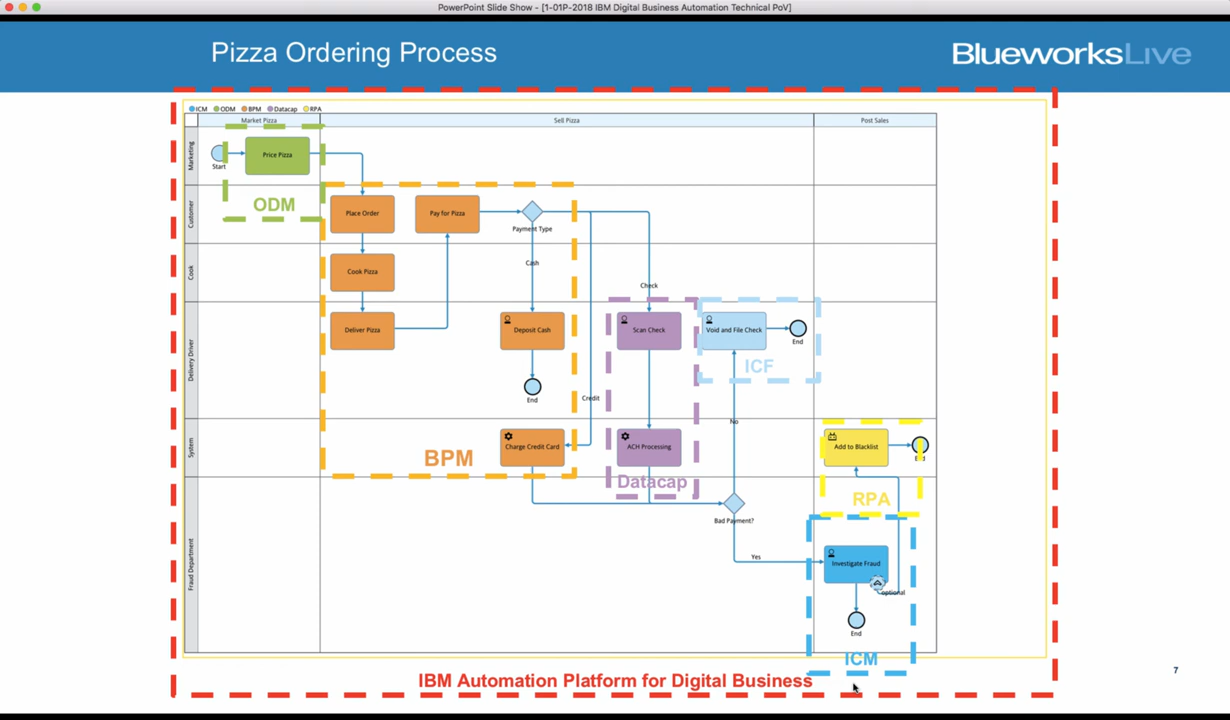 PowerPoint Slide Show - [1-01P-2018 IBM Digital Business Automation Technical PoV]
Pizza Ordering Process
BlueworksLive
ICM ODM BPM Datacap RPA
Market Pizza
Sell Pizza
Post Sales
Marketing
Start
Price Pizza
ODM
Customer
Place Order
Pay for Pizza
Payment Type
Cook
Cook Pizza
Cash
Check
Delivery Driver
Deliver Pizza
Deposit Cash
Scan Check
Void and File Check
End
ICF
End
Credit
No
System
BPM
Charge Credit Card
ACH Processing
Datacap
Add to Blacklist
End
RPA
Bad Payment?
Fraud Department
Yes
Investigate Fraud
optional
End
ICM
IBM Automation Platform for Digital Business
7